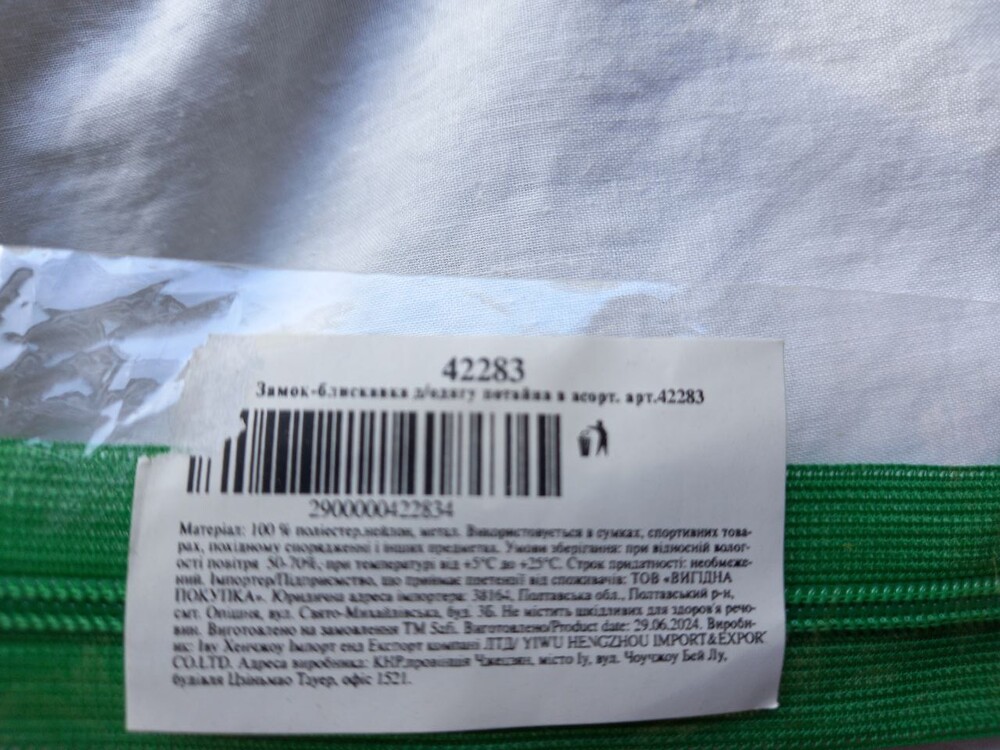 42283
Замок-блискавка д/одягу потайна в асорт. арт.42283
2900000422834
Матеріал: 100 % поліестер,нейлон, метал. Використовується в сумках, спортивних това-
рах, похідному спорядженні і інших предметах. Умови зберігання: при відносній волог-
ості повітря 50-70%, при температурі від +5°С до +25°С. Строк придатності: необмеже-
ний. Імпортер/Підприємство, що приймає претензії від споживачів: ТОВ «ВИГІДНА
ПОКУПКА». Юридична адреса імпортера: 38164, Полтавська обл., Полтавський р-н,
смт. Опішня, вул. Свято-Михайлівська, буд. 3Б. Не містить шкідливих для здоров'я речо-
вин. Виготовлено на замовлення ТМ Safi. Виготовлено/Product date: 29.06.2024. Виробн-
ик: Іву Хенчжоу Імпорт енд Експорт компані ЛТД/ YIWU HENGZHOU IMPORT&EXPOR
CO.LTD. Адреса виробника: КНР,провінція Чжецзян, місто Іу, вул. Чоучжоу Бей Лу,
будівля Цзіньмао Тауер, офіс 1521.